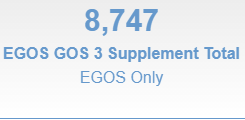 8,747
EGOS GOS 3 Supplement Total
EGOS Only